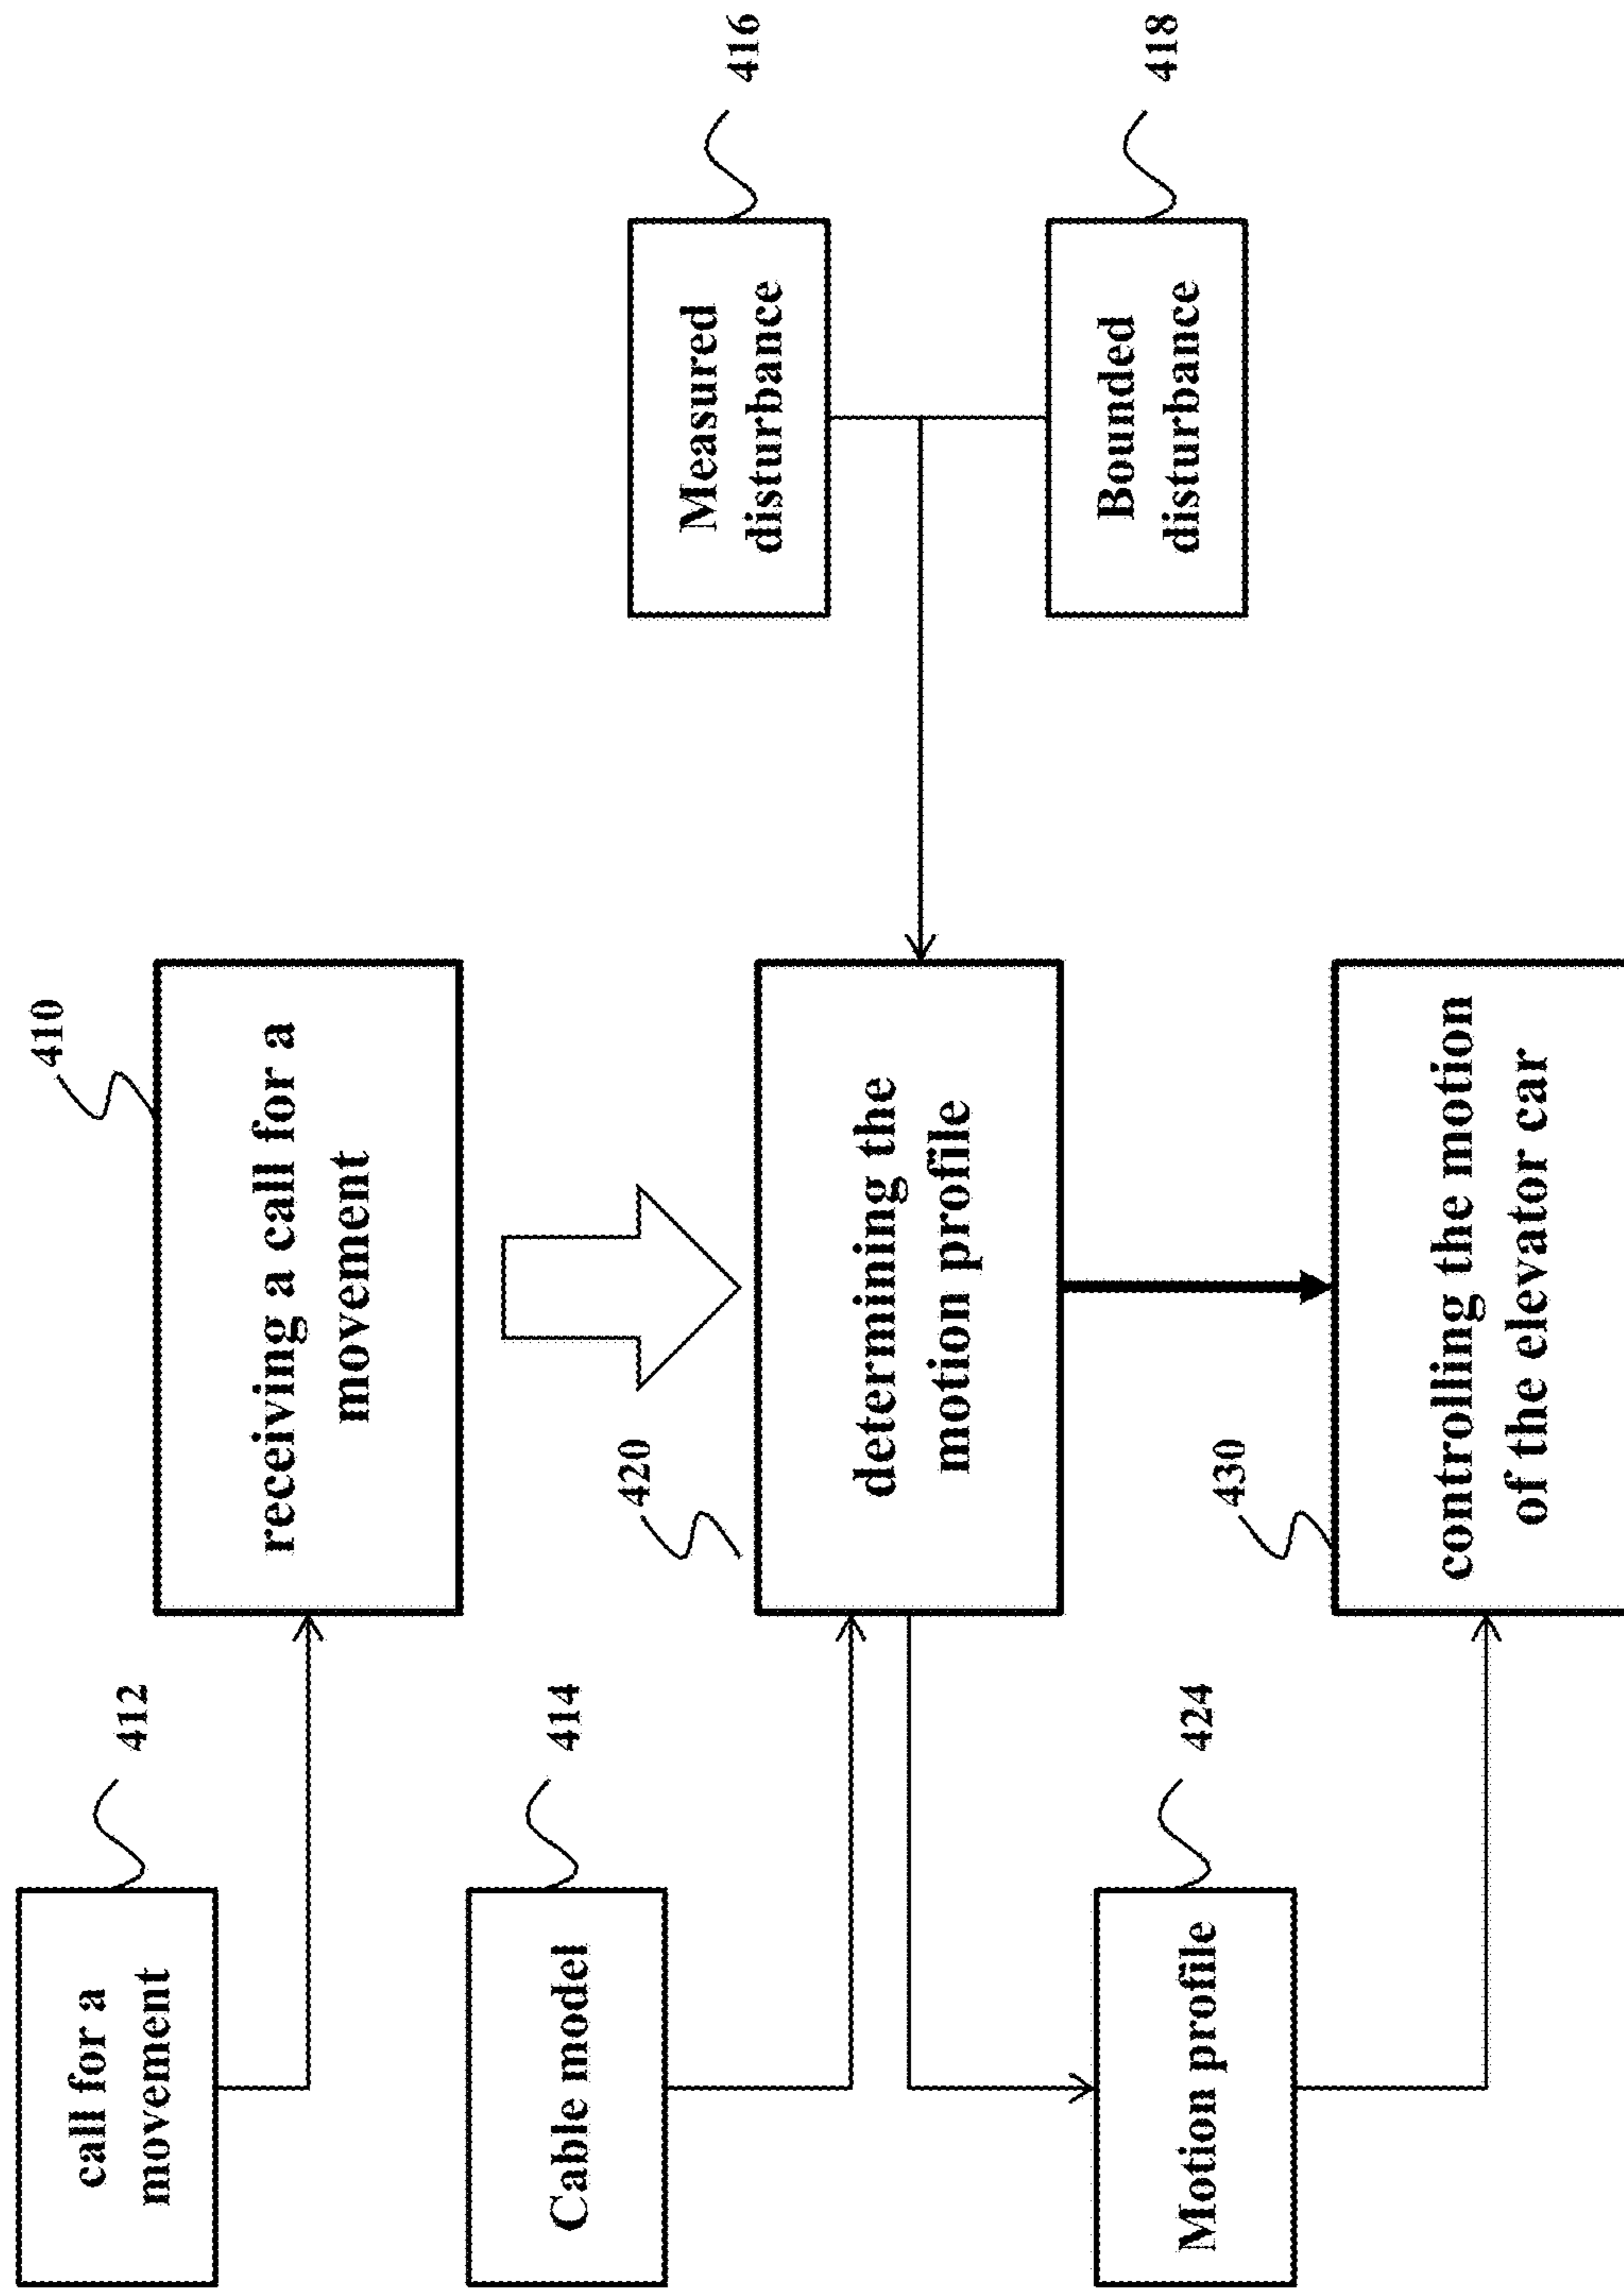 call for a
movement
412
receiving a call for a
movement
410
Cable model
414
determining the
motion profile
420
Measured
disturbance
416
Bounded
disturbance
418
Motion profile
424
controlling the motion
of the elevator car
430